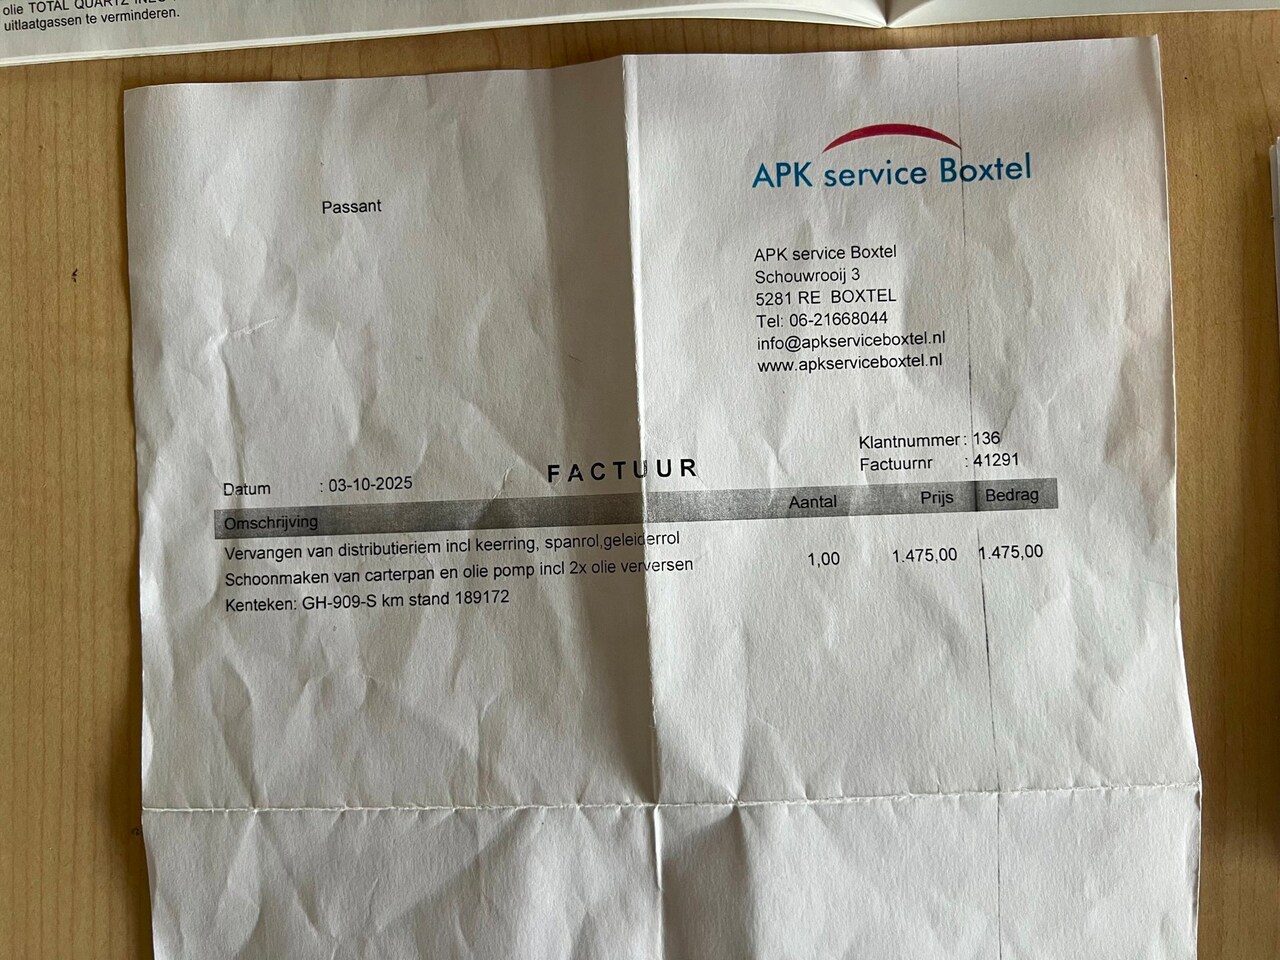 olie TOTAL QUARTZ
uitlaatgassen te verminderen.
APK service Boxtel
Passant
APK service Boxtel
Schouwrooij 3
5281 RE BOXTEL
Tel: 06-21668044
info@apkserviceboxtel.nl
www.apkserviceboxtel.nl
Klantnummer : 136
Factuurnr : 41291
FACTUUR
Datum : 03-10-2025
Omschrijving Aantal Prijs Bedrag
Vervangen van distributieriem incl keerring, spanrol,geleiderrol
Schoonmaken van carterpan en olie pomp incl 2x olie verversen 1,00 1.475,00 1.475,00
Kenteken: GH-909-S km stand 189172